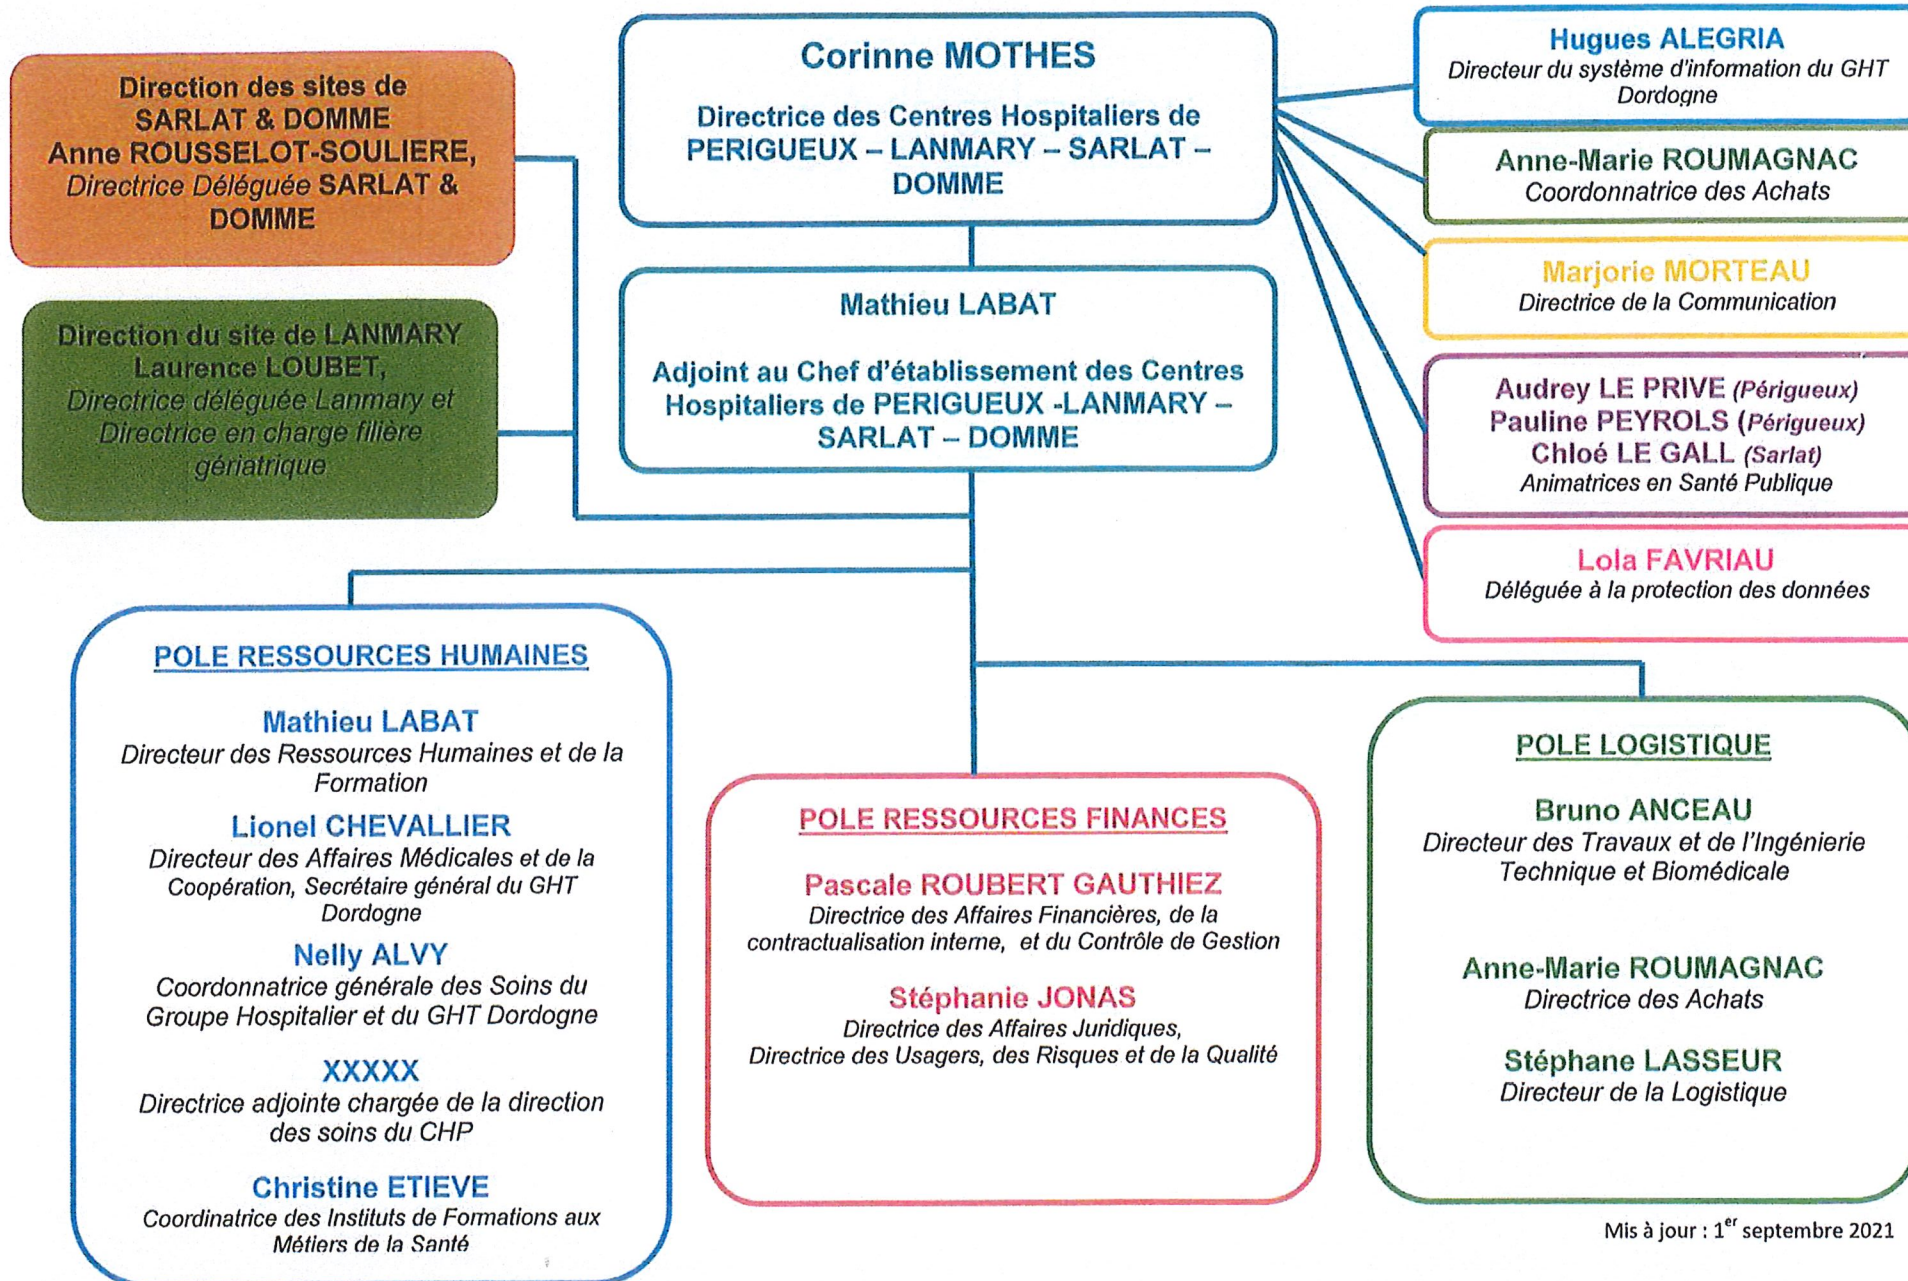 Direction des sites de
SARLAT & DOMME
Anne ROUSSELOT-SOULIERE,
Directrice Déléguée SARLAT &
DOMME
Direction du site de LANMARY
Laurence LOUBET,
Directrice déléguée Lanmary et
Directrice en charge filière
gériatrique
Corinne MOTHES
Directrice des Centres Hospitaliers de
PERIGUEUX – LANMARY – SARLAT –
DOMME
Mathieu LABAT
Adjoint au Chef d'établissement des Centres
Hospitaliers de PERIGUEUX -LANMARY –
SARLAT – DOMME
Hugues ALEGRIA
Directeur du système d'information du GHT
Dordogne
Anne-Marie ROUMAGNAC
Coordonnatrice des Achats
Marjorie MORTEAU
Directrice de la Communication
Audrey LE PRIVE (Périgueux)
Pauline PEYROLS (Périgueux)
Chloé LE GALL (Sarlat)
Animatrices en Santé Publique
Lola FAVRIAU
Déléguée à la protection des données
POLE RESSOURCES HUMAINES
Mathieu LABAT
Directeur des Ressources Humaines et de la
Formation
Lionel CHEVALLIER
Directeur des Affaires Médicales et de la
Coopération, Secrétaire général du GHT
Dordogne
Nelly ALVY
Coordonnatrice générale des Soins du
Groupe Hospitalier et du GHT Dordogne
XXXXX
Directrice adjointe chargée de la direction
des soins du CHP
Christine ETIEVE
Coordinatrice des Instituts de Formations aux
Métiers de la Santé
POLE RESSOURCES FINANCES
Pascale ROUBERT GAUTHIEZ
Directrice des Affaires Financières, de la
contractualisation interne, et du Contrôle de Gestion
Stéphanie JONAS
Directrice des Affaires Juridiques,
Directrice des Usagers, des Risques et de la Qualité
POLE LOGISTIQUE
Bruno ANCEAU
Directeur des Travaux et de l'Ingénierie
Technique et Biomédicale
Anne-Marie ROUMAGNAC
Directrice des Achats
Stéphane LASSEUR
Directeur de la Logistique
Mis à jour : 1er septembre 2021